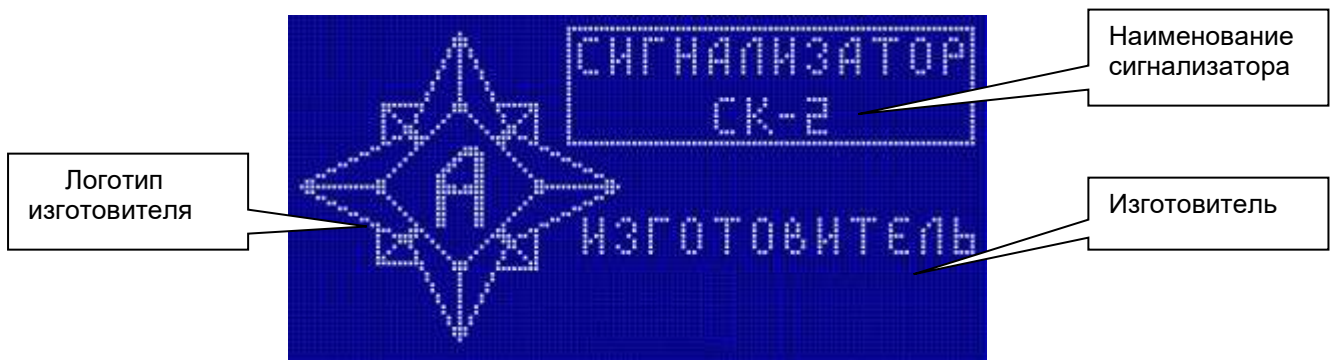 СИГНАЛИЗАТОР
СК-2
Наименование
сигнализатора
А
Логотип
изготовителя
ИЗГОТОВИТЕЛЬ
Изготовитель